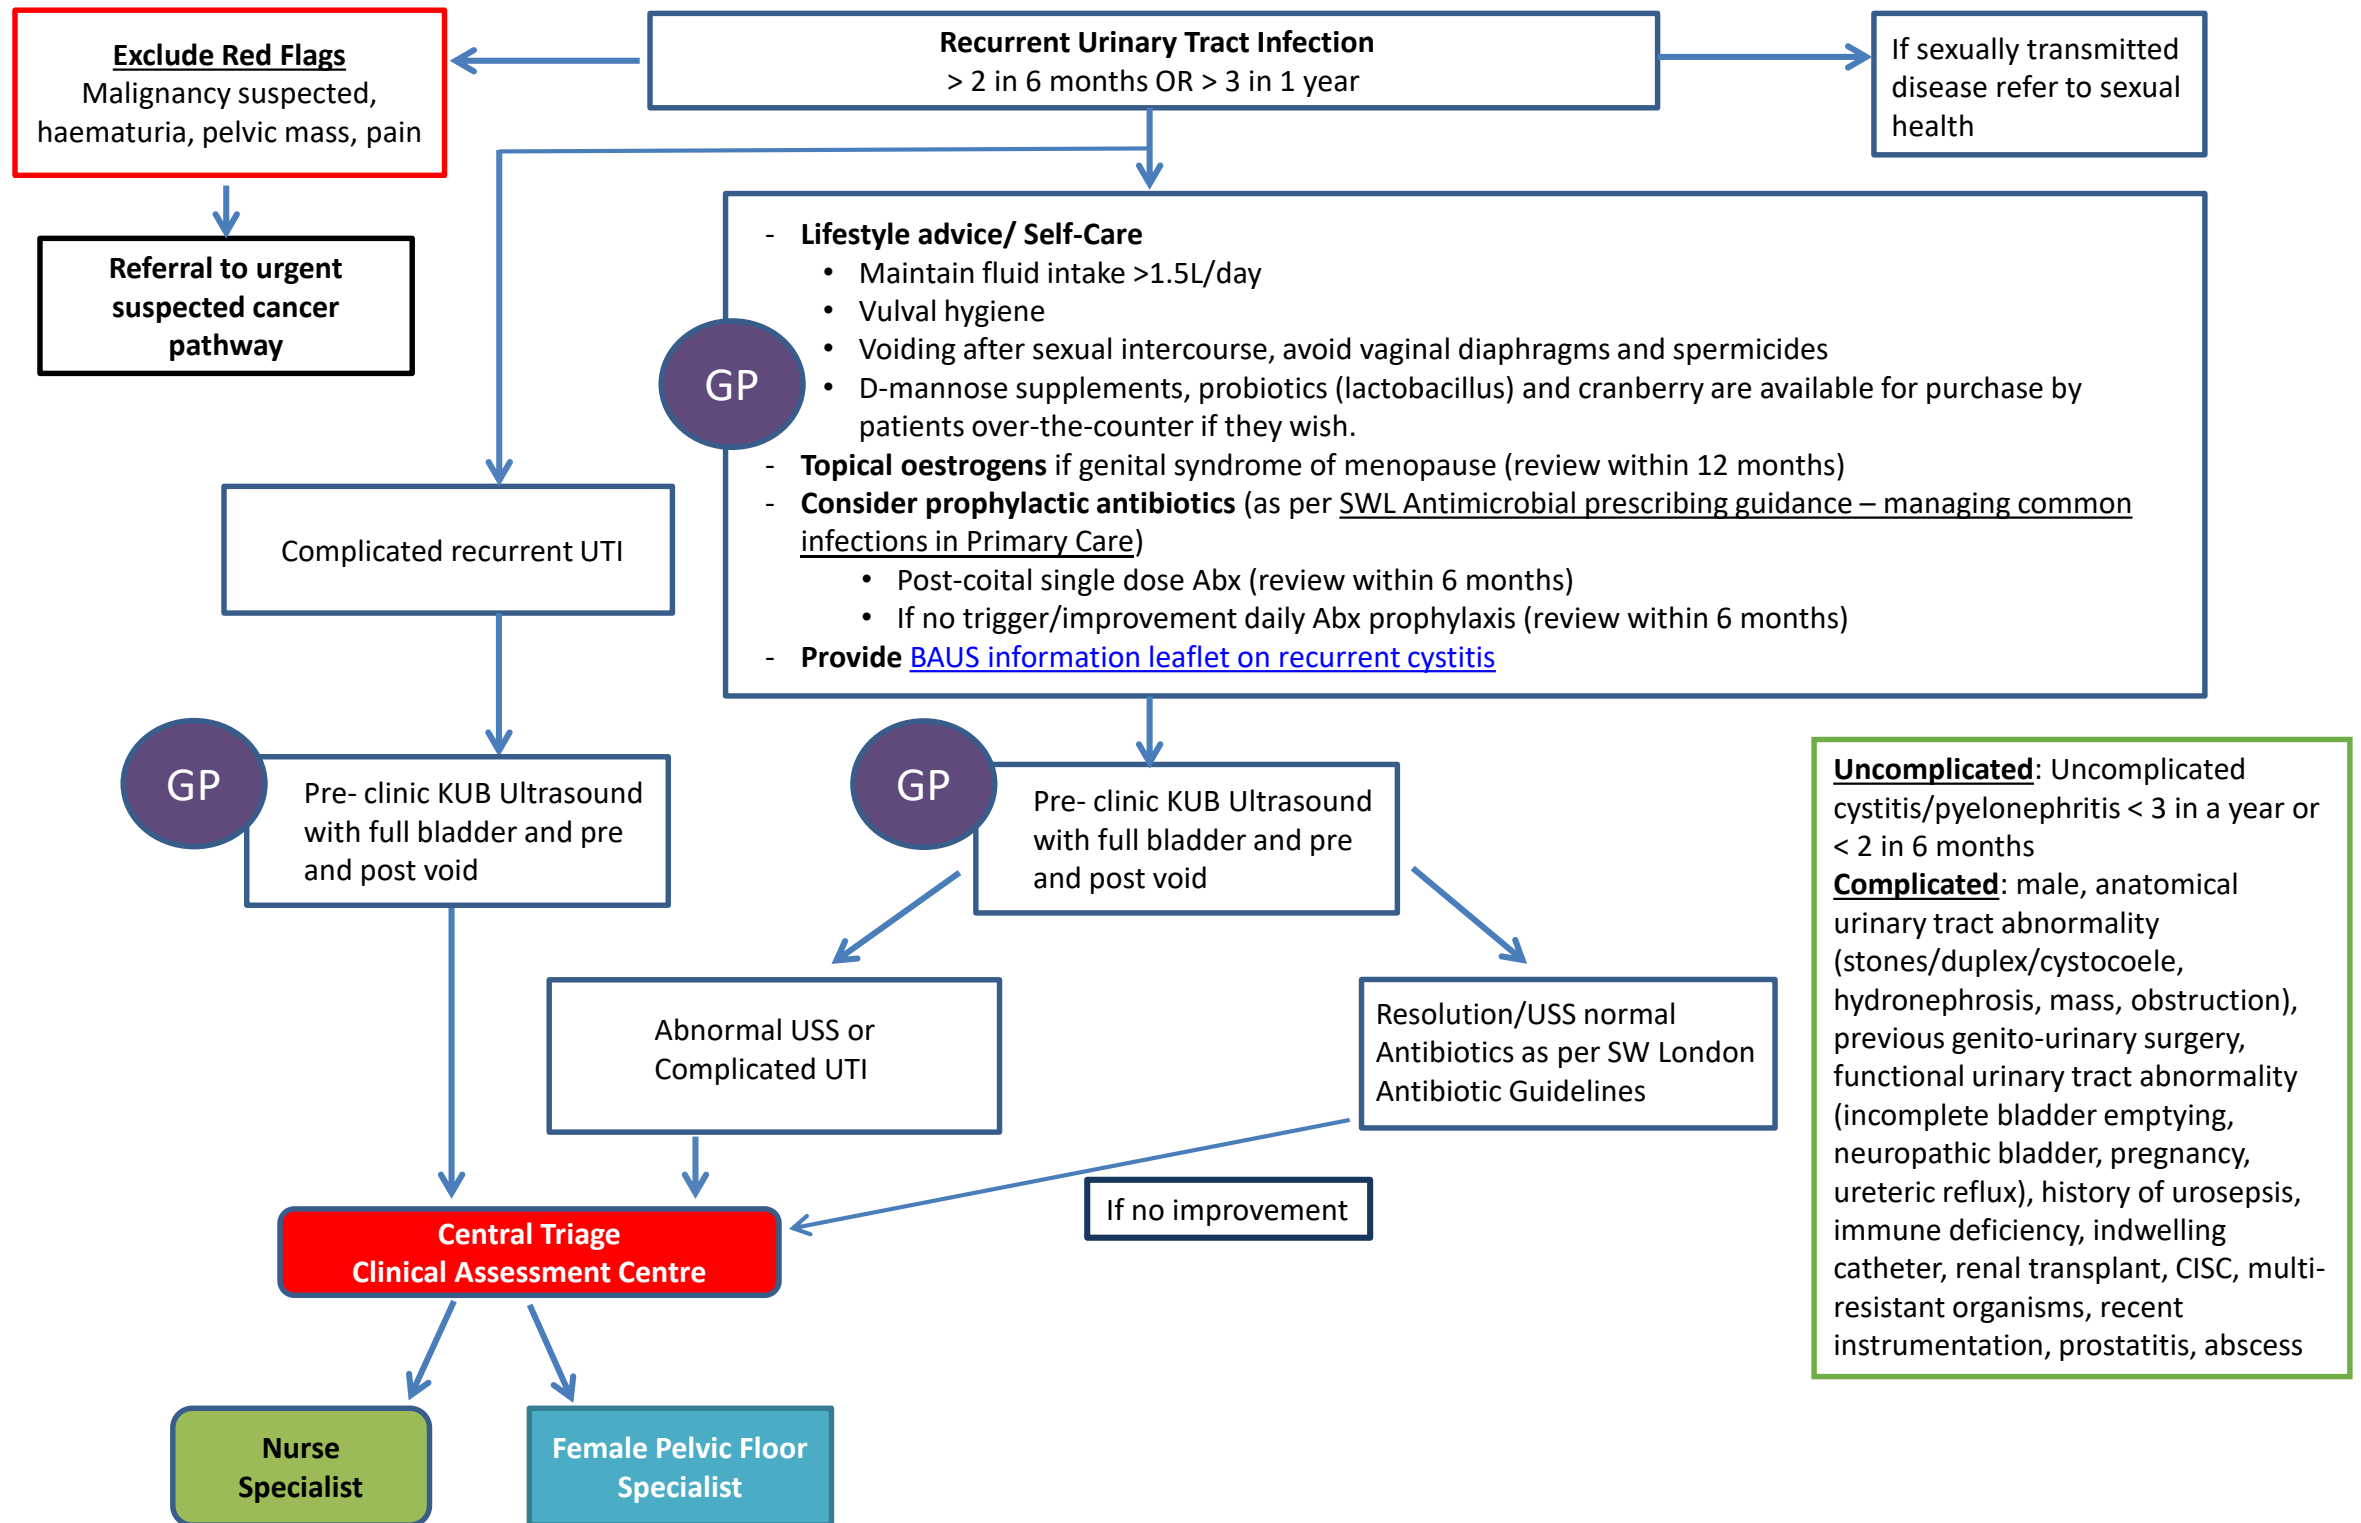 Exclude Red Flags
Malignancy suspected,
haematuria, pelvic mass, pain
Recurrent Urinary Tract Infection
> 2 in 6 months OR > 3 in 1 year
If sexually transmitted
disease refer to sexual
health
Referral to urgent
suspected cancer
pathway
GP
- Lifestyle advice/ Self-Care
• Maintain fluid intake >1.5L/day
• Vulval hygiene
• Voiding after sexual intercourse, avoid vaginal diaphragms and spermicides
• D-mannose supplements, probiotics (lactobacillus) and cranberry are available for purchase by
patients over-the-counter if they wish.
- Topical oestrogens if genital syndrome of menopause (review within 12 months)
- Consider prophylactic antibiotics (as per SWL Antimicrobial prescribing guidance – managing common
infections in Primary Care)
• Post-coital single dose Abx (review within 6 months)
• If no trigger/improvement daily Abx prophylaxis (review within 6 months)
- Provide BAUS information leaflet on recurrent cystitis
Complicated recurrent UTI
GP
Pre- clinic KUB Ultrasound
with full bladder and pre
and post void
GP
Pre- clinic KUB Ultrasound
with full bladder and pre
and post void
Uncomplicated: Uncomplicated
cystitis/pyelonephritis < 3 in a year or
< 2 in 6 months
Complicated: male, anatomical
urinary tract abnormality
(stones/duplex/cystocoele,
hydronephrosis, mass, obstruction),
previous genito-urinary surgery,
functional urinary tract abnormality
(incomplete bladder emptying,
neuropathic bladder, pregnancy,
ureteric reflux), history of urosepsis,
immune deficiency, indwelling
catheter, renal transplant, CISC, multi-
resistant organisms, recent
instrumentation, prostatitis, abscess
Abnormal USS or
Complicated UTI
Resolution/USS normal
Antibiotics as per SW London
Antibiotic Guidelines
If no improvement
Central Triage
Clinical Assessment Centre
Nurse
Specialist
Female Pelvic Floor
Specialist